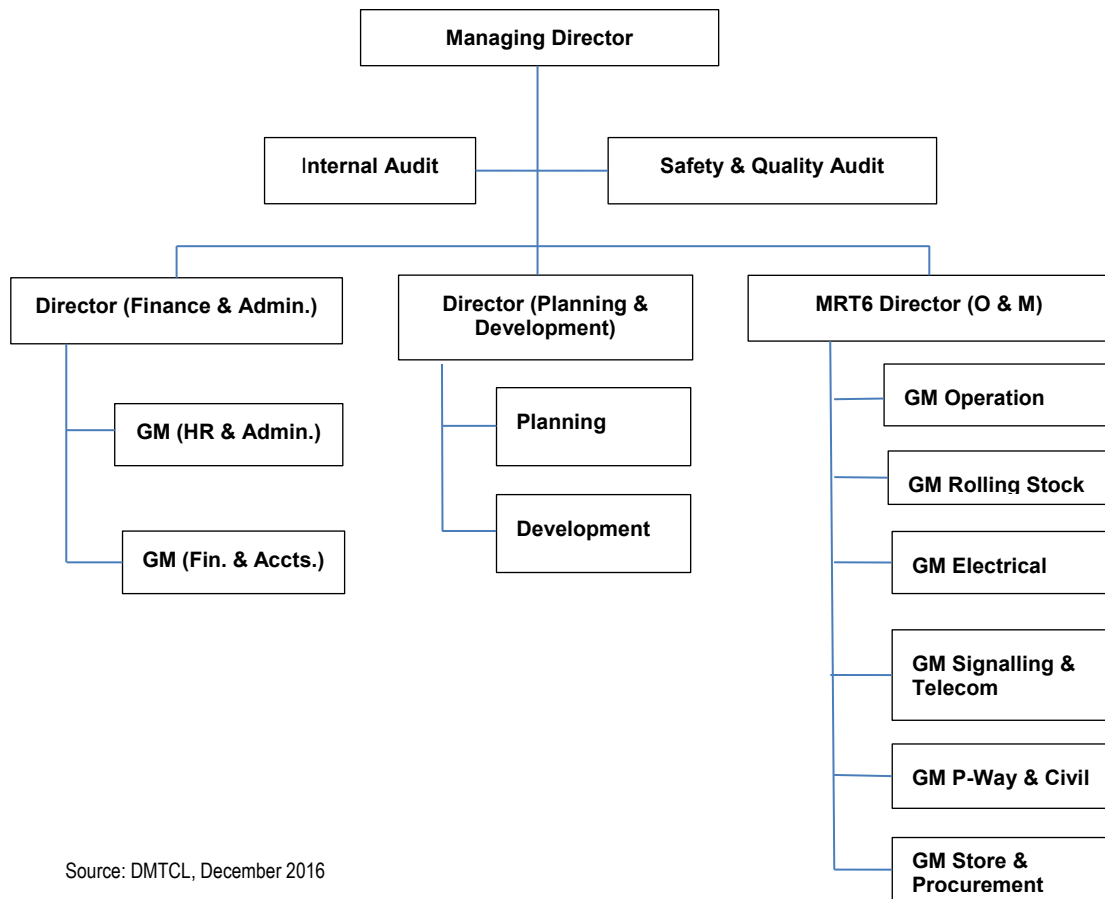 Managing Director
Internal Audit
Safety & Quality Audit
Director (Finance & Admin.)
Director (Planning &
Development)
MRT6 Director (O & M)
GM (HR & Admin.)
GM (Fin. & Accts.)
Planning
Development
GM Operation
GM Rolling Stock
GM Electrical
GM Signalling &
Telecom
GM P-Way & Civil
GM Store &
Procurement
Source: DMTCL, December 2016